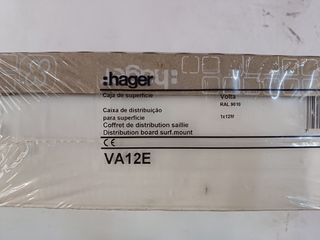 :hager
Caja de superficie
Volta
RAL 9010
Caixa de distribuição
para superficie
1x12M
Coffret de distribution saillie
Distribution board surf.mount
CE
VA12E